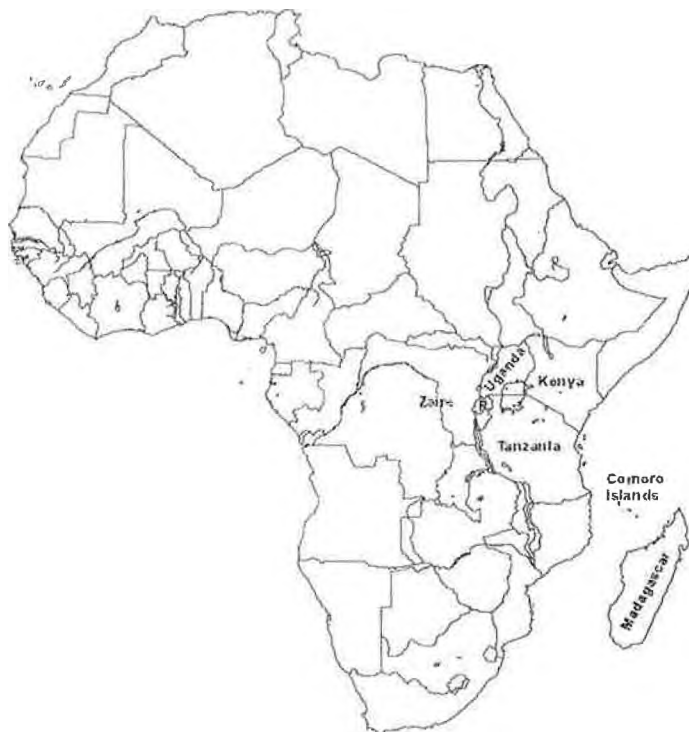 Uganda
Kenya
Zaire
R
Tanzania
Comoro
Islands
Madagascar